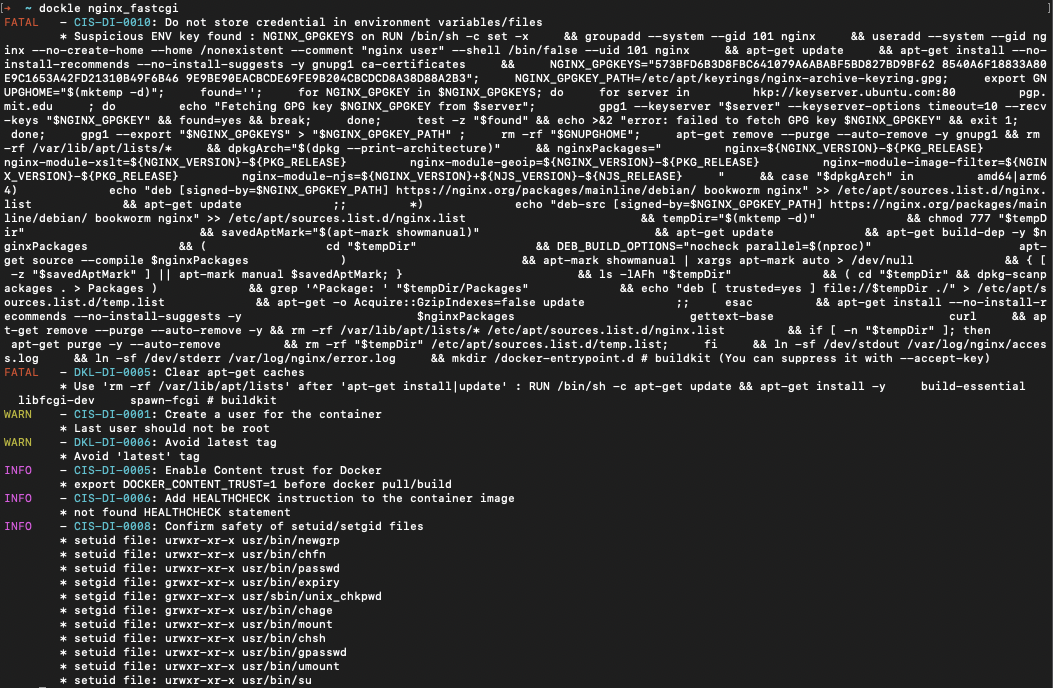 [→  ~ dockle nginx_fastcgi ]
FATAL   - CIS-DI-0010: Do not store credential in environment variables/files
        * Suspicious ENV key found : NGINX_GPGKEYS on RUN /bin/sh -c set -x     && groupadd --system --gid 101 nginx     && useradd --system --gid ng
inx --no-create-home --home /nonexistent --comment "nginx user" --shell /bin/false --uid 101 nginx     && apt-get update     && apt-get install --no-
install-recommends --no-install-suggests -y gnupg1 ca-certificates     &&     NGINX_GPGKEYS="573BFD6B3D8FBC641079A6ABABF5BD827BD9BF62 8540A6F18833A80
E9C1653A42FD21310B49F6B46 9E9BE90EACBCDE69FE9B204CBCDCD8A38D88A2B3";     NGINX_GPGKEY_PATH=/etc/apt/keyrings/nginx-archive-keyring.gpg;     export GN
UPGHOME="$(mktemp -d)";     found='';     for NGINX_GPGKEY in $NGINX_GPGKEYS; do     for server in         hkp://keyserver.ubuntu.com:80         pgp.
mit.edu     ; do         echo "Fetching GPG key $NGINX_GPGKEY from $server";         gpg1 --keyserver "$server" --keyserver-options timeout=10 --recv
-keys "$NGINX_GPGKEY" && found=yes && break;     done;     test -z "$found" && echo >&2 "error: failed to fetch GPG key $NGINX_GPGKEY" && exit 1;
 done;     gpg1 --export "$NGINX_GPGKEYS" > "$NGINX_GPGKEY_PATH" ;     rm -rf "$GNUPGHOME";     apt-get remove --purge --auto-remove -y gnupg1 && rm
-rf /var/lib/apt/lists/*     && dpkgArch="$(dpkg --print-architecture)"     && nginxPackages="         nginx=${NGINX_VERSION}-${PKG_RELEASE}
nginx-module-xslt=${NGINX_VERSION}-${PKG_RELEASE}         nginx-module-geoip=${NGINX_VERSION}-${PKG_RELEASE}         nginx-module-image-filter=${NGIN
X_VERSION}-${PKG_RELEASE}         nginx-module-njs=${NGINX_VERSION}+${NJS_VERSION}-${NJS_RELEASE}     "     && case "$dpkgArch" in         amd64|arm6
4)             echo "deb [signed-by=$NGINX_GPGKEY_PATH] https://nginx.org/packages/mainline/debian/ bookworm nginx" >> /etc/apt/sources.list.d/nginx.
list             && apt-get update             ;;         *)             echo "deb-src [signed-by=$NGINX_GPGKEY_PATH] https://nginx.org/packages/main
line/debian/ bookworm nginx" >> /etc/apt/sources.list.d/nginx.list                         && tempDir="$(mktemp -d)"             && chmod 777 "$tempD
ir"                         && savedAptMark="$(apt-mark showmanual)"                         && apt-get update             && apt-get build-dep -y $n
ginxPackages             && (                 cd "$tempDir"                 && DEB_BUILD_OPTIONS="nocheck parallel=$(nproc)"                     apt-
get source --compile $nginxPackages             )                         && apt-mark showmanual | xargs apt-mark auto > /dev/null             && { [
 -z "$savedAptMark" ] || apt-mark manual $savedAptMark; }                         && ls -lAFh "$tempDir"             && ( cd "$tempDir" && dpkg-scanp
ackages . > Packages )             && grep '^Package: ' "$tempDir/Packages"             && echo "deb [ trusted=yes ] file://$tempDir ./" > /etc/apt/s
ources.list.d/temp.list             && apt-get -o Acquire::GzipIndexes=false update             ;;     esac         && apt-get install --no-install-r
ecommends --no-install-suggests -y                         $nginxPackages                         gettext-base                         curl     && ap
t-get remove --purge --auto-remove -y && rm -rf /var/lib/apt/lists/* /etc/apt/sources.list.d/nginx.list         && if [ -n "$tempDir" ]; then
 apt-get purge -y --auto-remove         && rm -rf "$tempDir" /etc/apt/sources.list.d/temp.list;     fi     && ln -sf /dev/stdout /var/log/nginx/acces
s.log     && ln -sf /dev/stderr /var/log/nginx/error.log     && mkdir /docker-entrypoint.d # buildkit (You can suppress it with --accept-key)
FATAL   - DKL-DI-0005: Clear apt-get caches
        * Use 'rm -rf /var/lib/apt/lists' after 'apt-get install|update' : RUN /bin/sh -c apt-get update && apt-get install -y     build-essential
  libfcgi-dev     spawn-fcgi # buildkit
WARN    - CIS-DI-0001: Create a user for the container
        * Last user should not be root
WARN    - DKL-DI-0006: Avoid latest tag
        * Avoid 'latest' tag
INFO    - CIS-DI-0005: Enable Content trust for Docker
        * export DOCKER_CONTENT_TRUST=1 before docker pull/build
INFO    - CIS-DI-0006: Add HEALTHCHECK instruction to the container image
        * not found HEALTHCHECK statement
INFO    - CIS-DI-0008: Confirm safety of setuid/setgid files
        * setuid file: urwxr-xr-x usr/bin/newgrp
        * setuid file: urwxr-xr-x usr/bin/chfn
        * setuid file: urwxr-xr-x usr/bin/passwd
        * setgid file: grwxr-xr-x usr/bin/expiry
        * setgid file: grwxr-xr-x usr/sbin/unix_chkpwd
        * setgid file: grwxr-xr-x usr/bin/chage
        * setuid file: urwxr-xr-x usr/bin/mount
        * setuid file: urwxr-xr-x usr/bin/chsh
        * setuid file: urwxr-xr-x usr/bin/gpasswd
        * setuid file: urwxr-xr-x usr/bin/umount
        * setuid file: urwxr-xr-x usr/bin/su